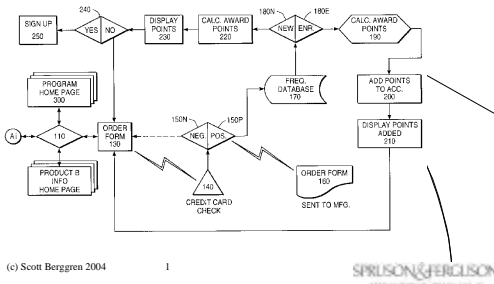 240
180N
180E
SIGN UP
250
YES
NO
DISPLAY
POINTS
230
CALC. AWARD
POINTS
220
NEW
ENR.
CALC. AWARD
POINTS
190
PROGRAM
HOME PAGE
300
FREQ.
DATABASE
170
ADD POINTS
TO ACC.
200
150N
150P
A1
110
ORDER
FORM
130
NEG.
POS.
DISPLAY POINTS
ADDED
210
PRODUCT B
INFO
HOME PAGE
140
CREDIT CARD
CHECK
ORDER FORM
160
SENT TO MFG.
(c) Scott Berggren 2004
1
SPRUSON & FERGUSON